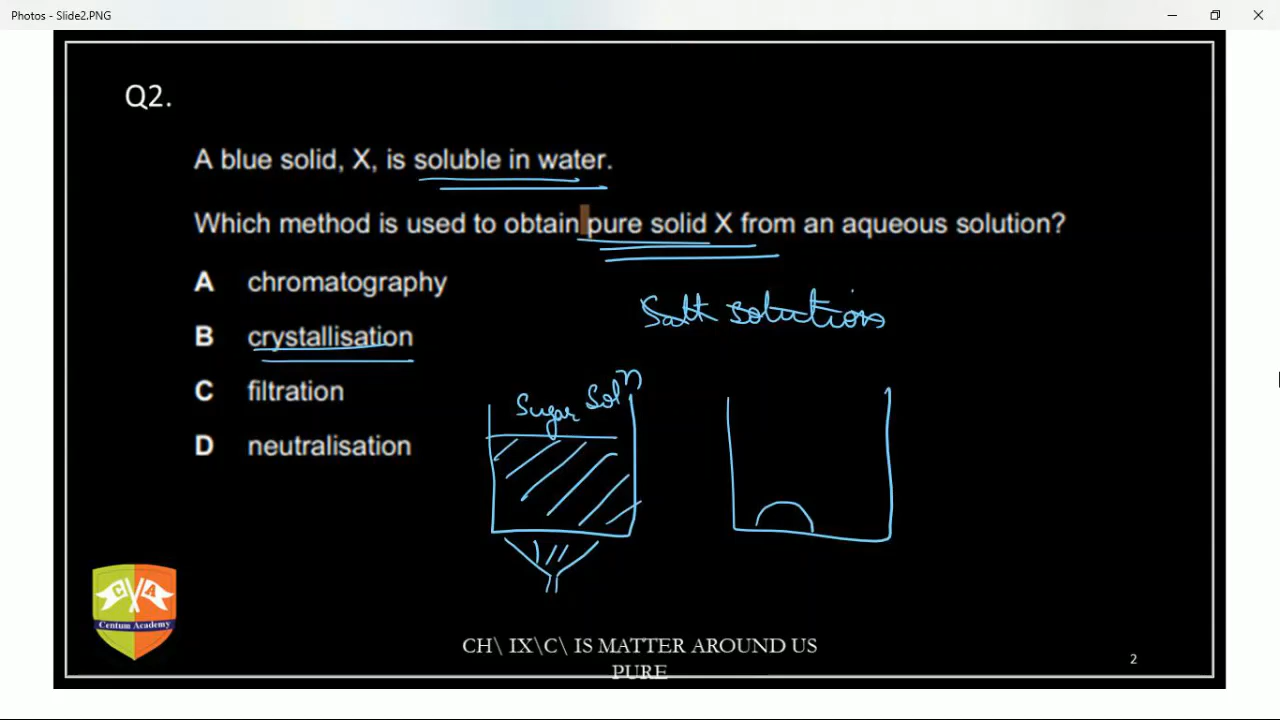 Photos - Slide2.PNG
Q2.
A blue solid, X, is soluble in water.
Which method is used to obtain pure solid X from an aqueous solution?
A chromatography
Salt solution
B crystallisation
Sugar Solⁿ
C filtration
D neutralisation
C A
Centum Academy
CH\ IX\C\ IS MATTER AROUND US
PURE
2